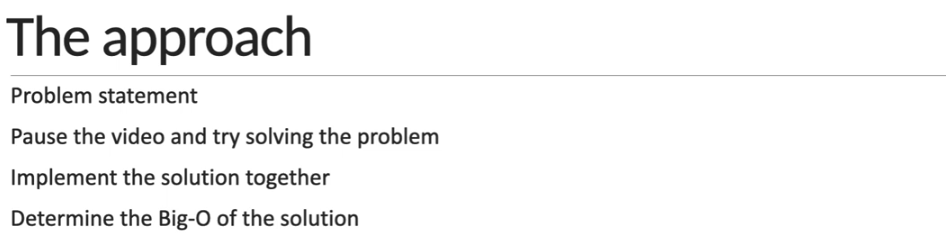 The approach
Problem statement
Pause the video and try solving the problem
Implement the solution together
Determine the Big-O of the solution